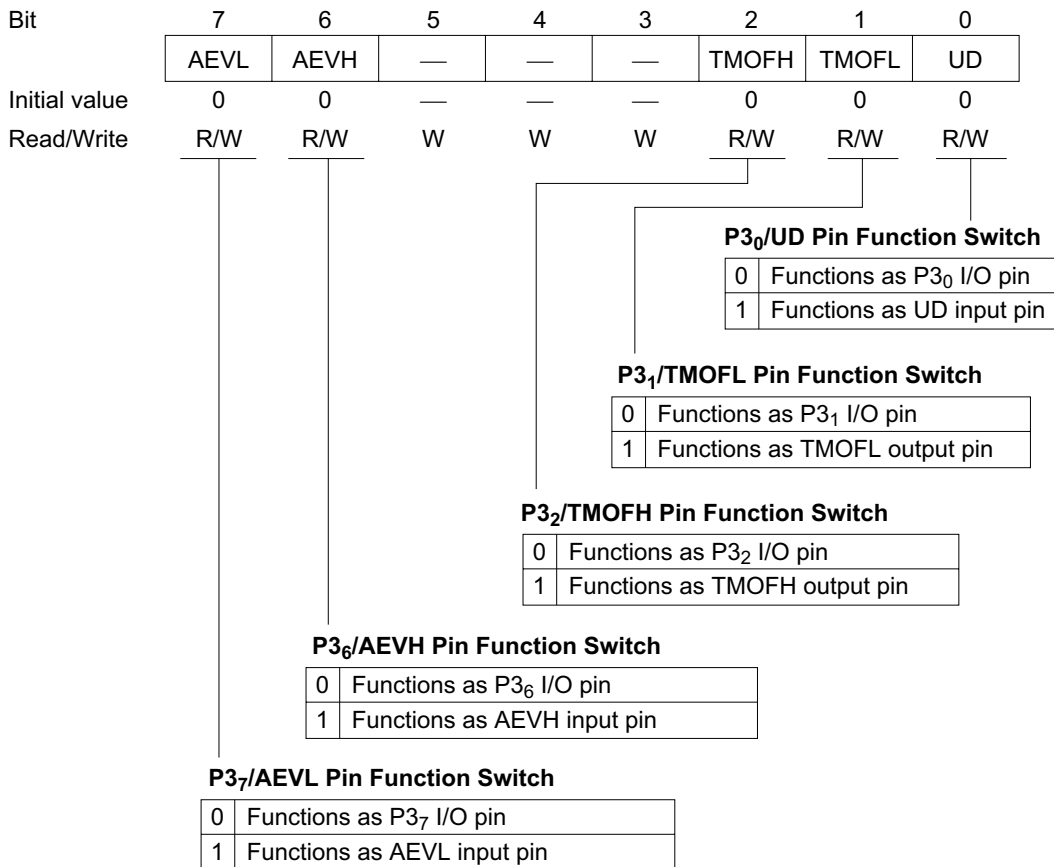 Bit 7 6 5 4 3 2 1 0
AEVL AEVH — — — TMOFH TMOFL UD
Initial value 0 0 — — — 0 0 0
Read/Write R/W R/W W W W R/W R/W R/W
P3₀/UD Pin Function Switch
0 Functions as P3₀ I/O pin
1 Functions as UD input pin
P3₁/TMOFL Pin Function Switch
0 Functions as P3₁ I/O pin
1 Functions as TMOFL output pin
P3₂/TMOFH Pin Function Switch
0 Functions as P3₂ I/O pin
1 Functions as TMOFH output pin
P3₆/AEVH Pin Function Switch
0 Functions as P3₆ I/O pin
1 Functions as AEVH input pin
P3₇/AEVL Pin Function Switch
0 Functions as P3₇ I/O pin
1 Functions as AEVL input pin